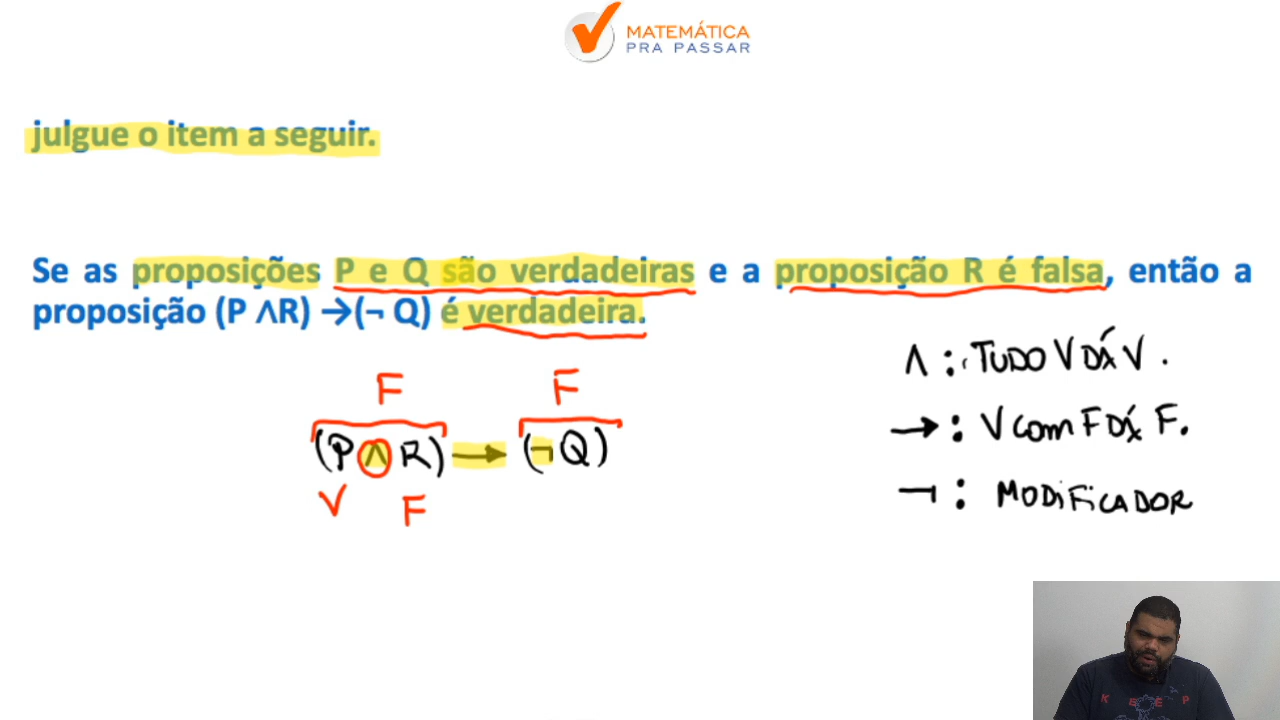 MATEMÁTICA
PRA PASSAR
julgue o item a seguir.
Se as proposições P e Q são verdadeiras e a proposição R é falsa, então a
proposição (P ∧R) →(¬ Q) é verdadeira.
∧ : TUDO V DÁ V.
→ : V com F DÁ F.
¬ : MODIFICADOR
F F
(P ∧ R) → (¬ Q)
V F
K E E P